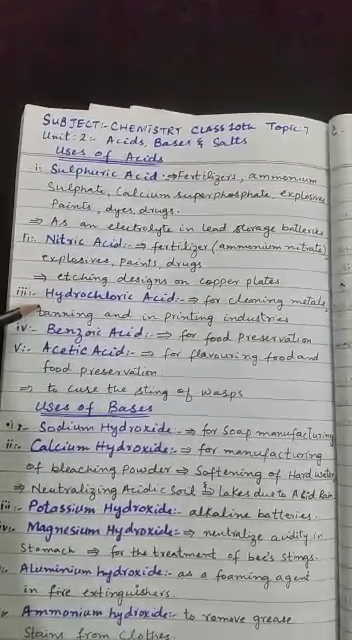 SUBJECT:- CHEMISTRY CLASS 10th Topic:7
Unit:2:- Acids, Bases & Salts
Uses of Acids
i:- Sulphuric Acid:⇒ Fertilizers, ammonium
Sulphate, Calcium superphosphate, explosives
Paints, dyes, drugs.
⇒ As an electrolyte in Lead storage batteries
ii- Nitric Acid:- ⇒ fertilizer (ammonium nitrate)
explosives, paints, drugs
⇒ etching designs on copper plates
iii:- Hydrochloric Acid:- ⇒ for cleaning metals,
tanning and in printing industries
iv:- Benzoic Acid:- ⇒ for food preservation
v:- Acetic Acid:- ⇒ for flavouring food and
food preservation
⇒ to cuse the sting of wasps
Uses of Bases
i:- Sodium Hydroxide:- ⇒ for Soap manufacturing
ii:- Calcium Hydroxide:- ⇒ for manufacturing
of bleaching Powder ⇒ Softening of Hard water
⇒ Neutralizing Acidic Soil & Lakes due to Acid Rain
iii:- Potassium Hydroxide:- alkaline batteries.
iv:- Magnesium Hydroxide:- ⇒ neutralize acidity in
Stomach ⇒ for the treatment of bee's stings.
:- Aluminium hydroxide:- as a foaming agent
in fire extinguishers.
Ammonium hydroxide:- to remove grease
Stains from clothes.